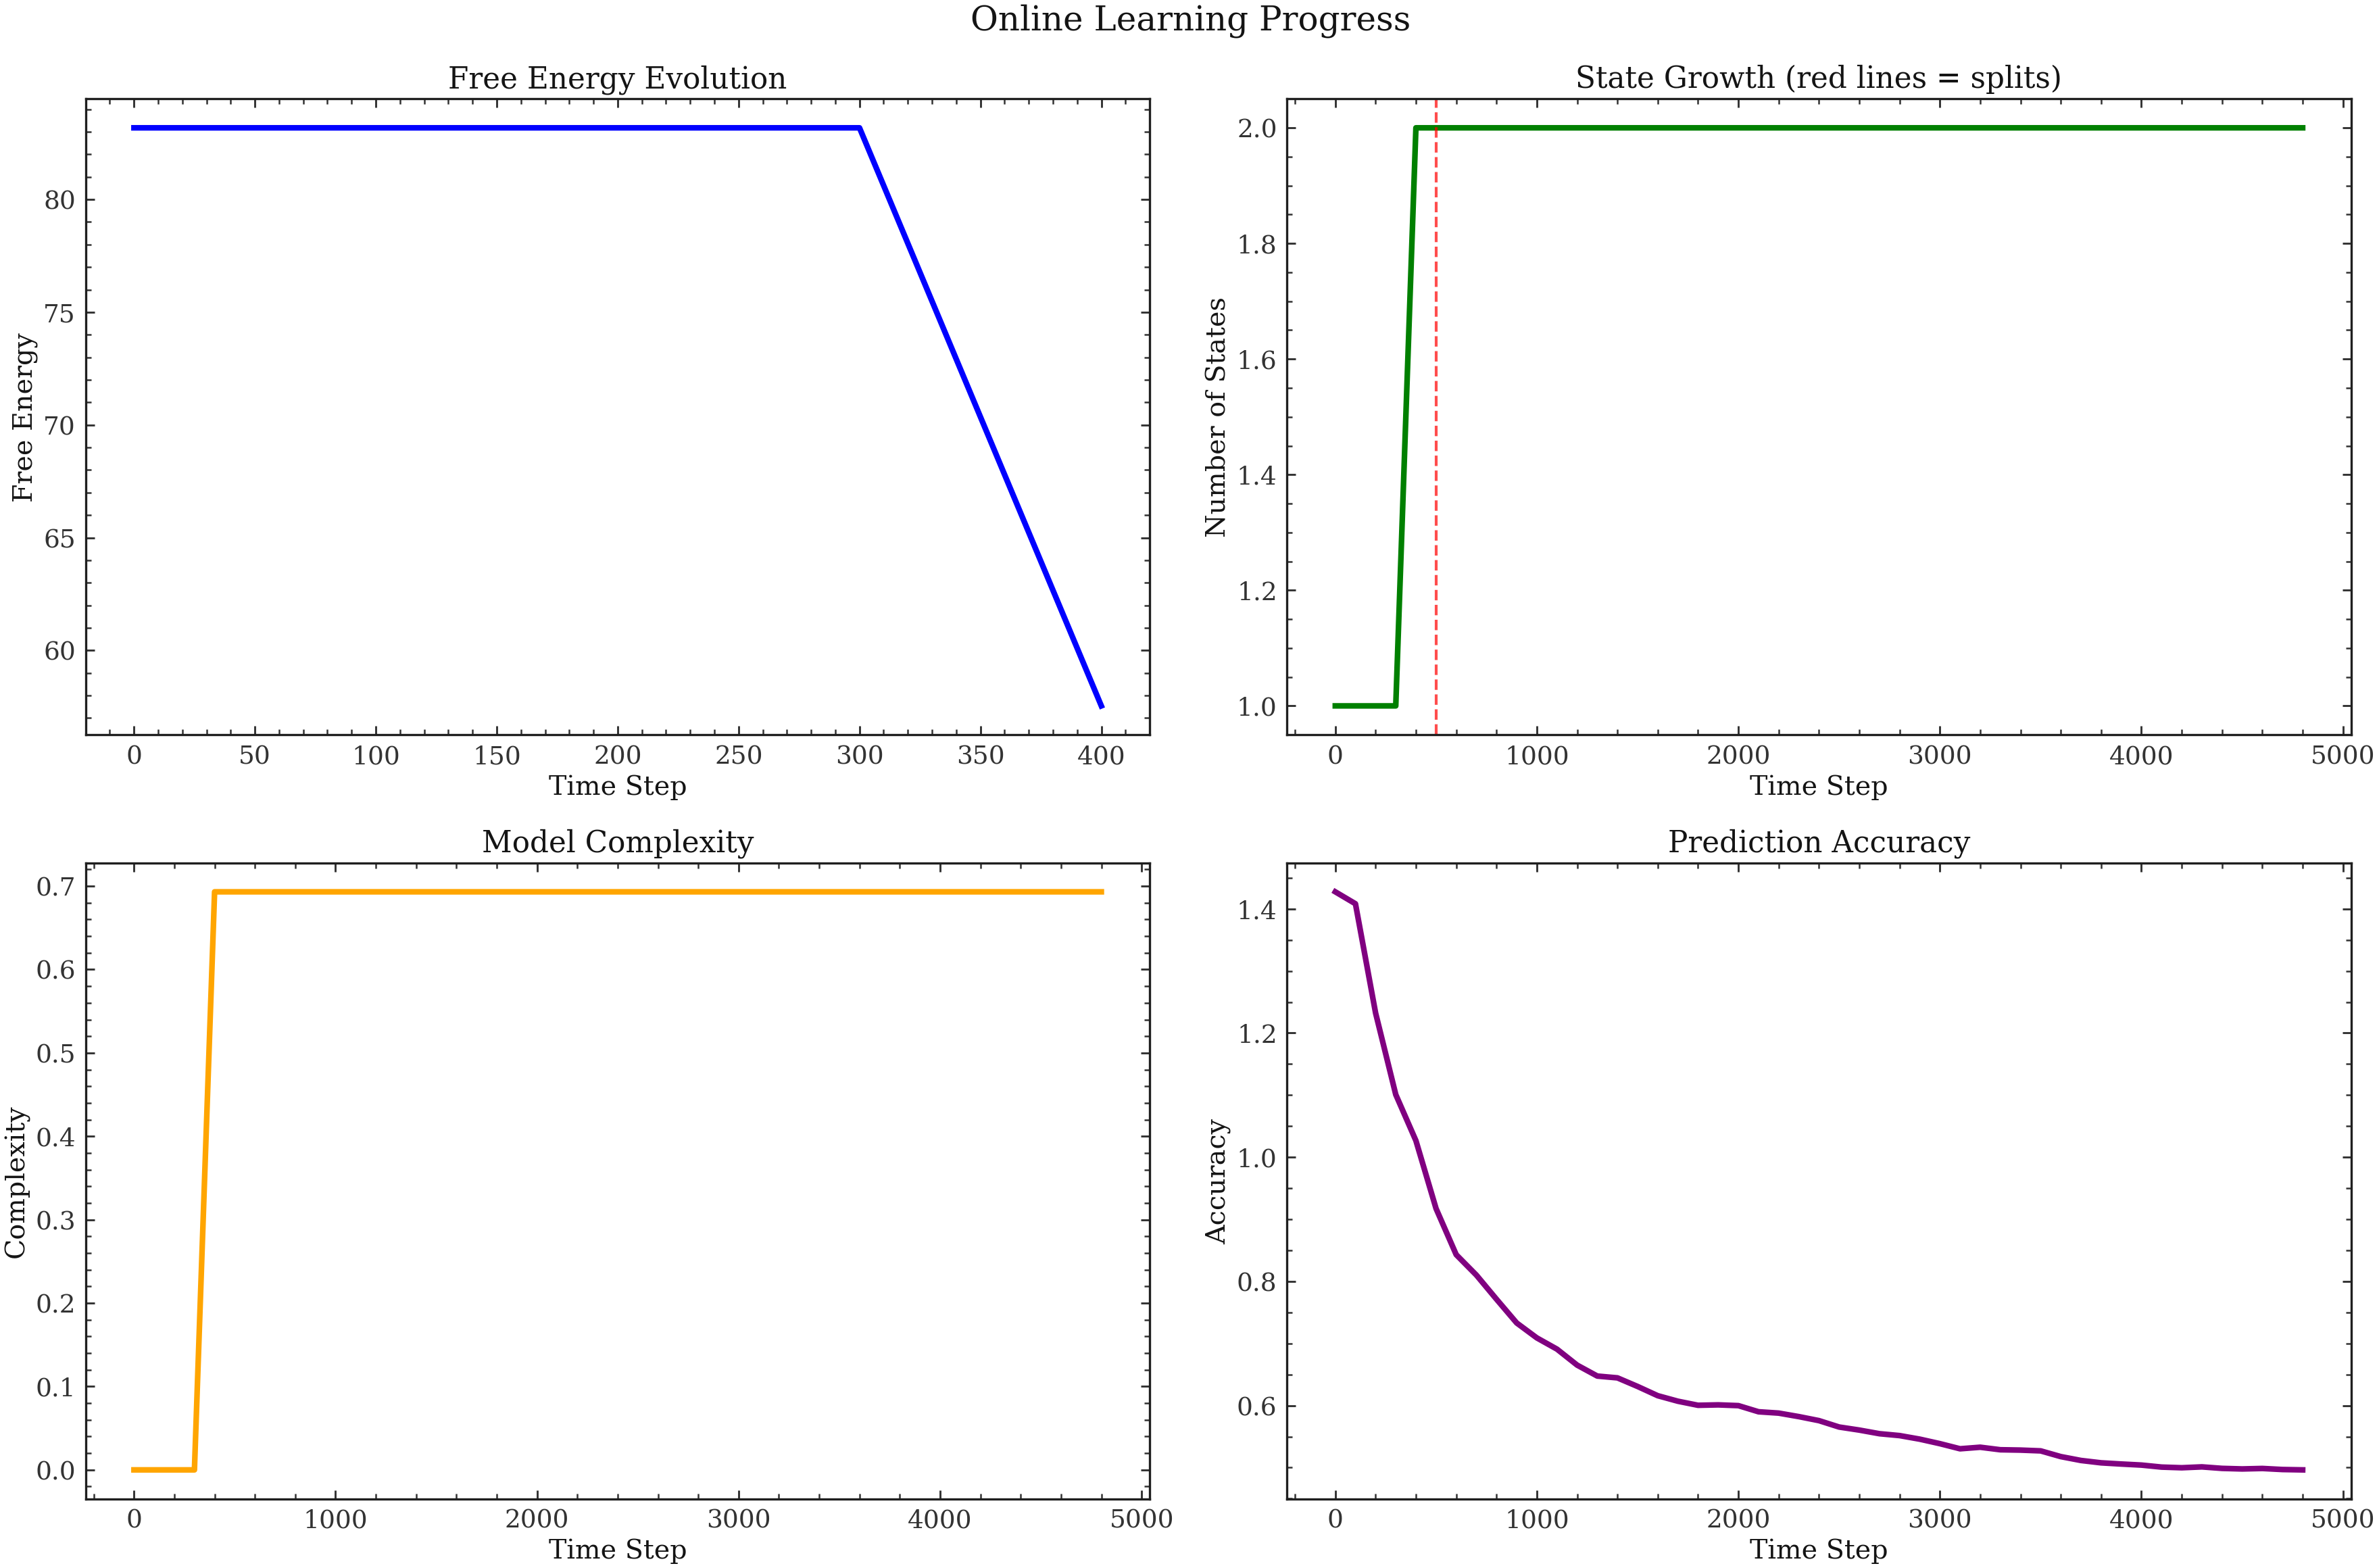 Online Learning Progress
Free Energy Evolution
Free Energy
80
75
70
65
60
0 50 100 150 200 250 300 350 400
Time Step
State Growth (red lines = splits)
Number of States
2.0
1.8
1.6
1.4
1.2
1.0
0 1000 2000 3000 4000 5000
Time Step
Model Complexity
Complexity
0.7
0.6
0.5
0.4
0.3
0.2
0.1
0.0
0 1000 2000 3000 4000 5000
Time Step
Prediction Accuracy
Accuracy
1.4
1.2
1.0
0.8
0.6
0 1000 2000 3000 4000 5000
Time Step